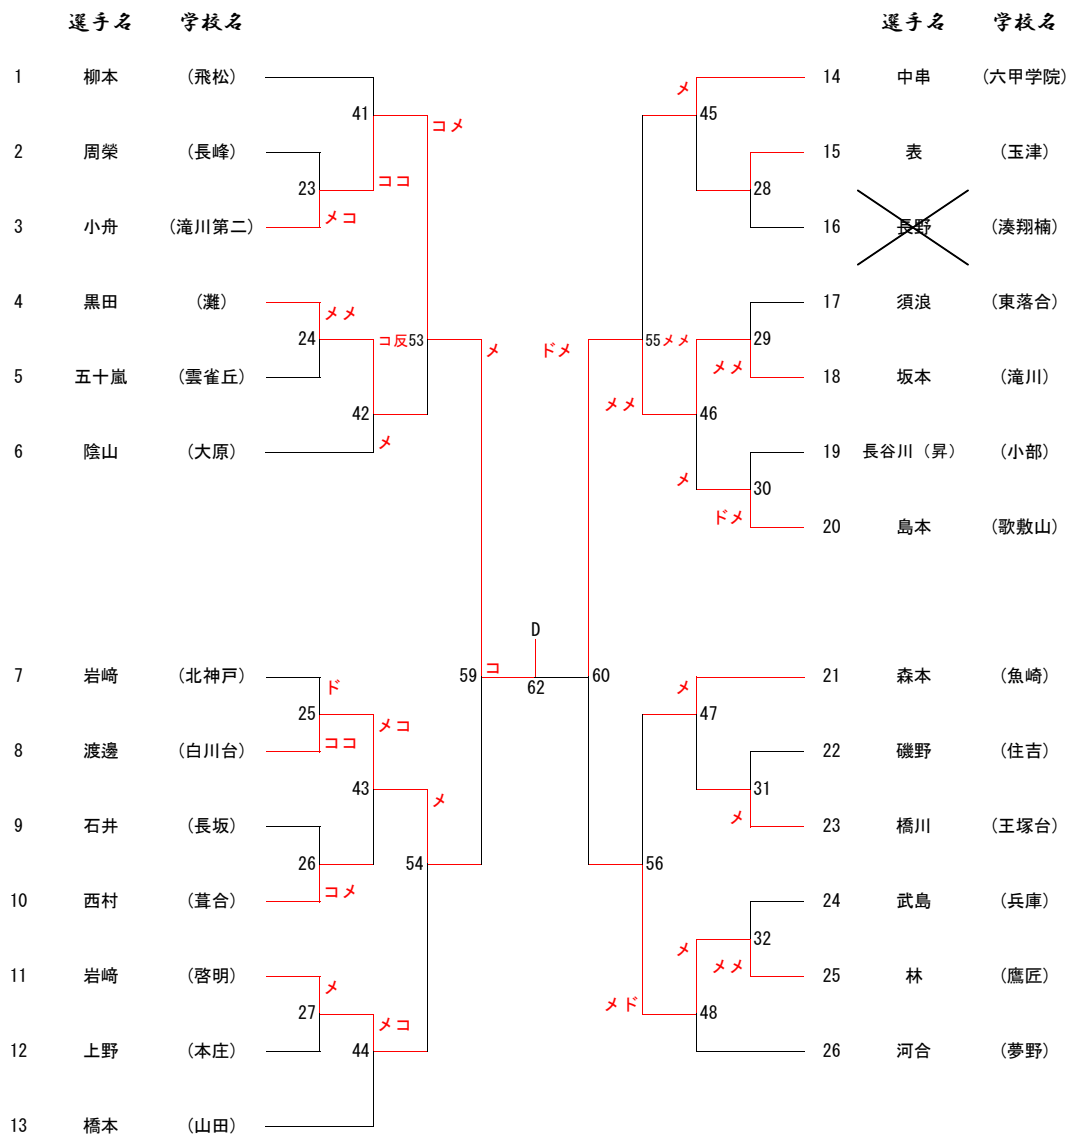 選手名 学校名 選手名 学校名
1 柳本 (飛松) 14 中串 (六甲学院)
メ
41 45
コメ
2 周榮 (長峰) 15 表 (玉津)
23 ココ 28
メコ
3 小舟 (滝川第二) 16 長野 (湊翔楠)
4 黒田 (灘) 17 須浪 (東落合)
メメ
24 コ反 53 メ ドメ 55 メメ 29
メメ
5 五十嵐 (雲雀丘) 18 坂本 (滝川)
メメ
42 46
メ
6 陰山 (大原) 19 長谷川(昇) (小部)
メ
30
ドメ
20 島本 (歌敷山)
D
7 岩﨑 (北神戸) 59 コ 62 60 21 森本 (魚崎)
ド メ
25 メコ 47
ココ
8 渡邊 (白川台) 22 磯野 (住吉)
43 31
メ
メ
9 石井 (長坂) 23 橋川 (王塚台)
26 54 56
コメ
10 西村 (葺合) 24 武島 (兵庫)
32
メ
メメ
11 岩﨑 (啓明) 25 林 (鷹匠)
メ
メド
27 メコ 48
12 上野 (本庄) 44 26 河合 (夢野)
13 橋本 (山田)